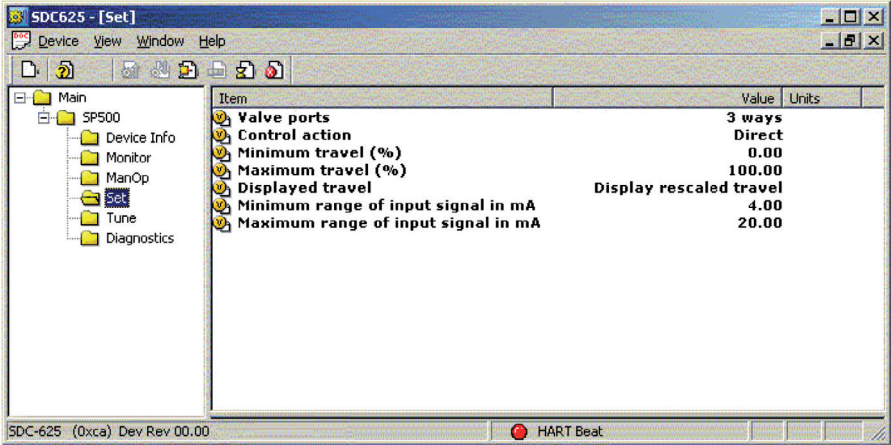 SDC625 - [Set]
Device View Window Help
Main
SP500
Device Info
Monitor
ManOp
Set
Tune
Diagnostics
Item Value Units
Valve ports 3 ways
Control action Direct
Minimum travel (%) 0.00
Maximum travel (%) 100.00
Displayed travel Display rescaled travel
Minimum range of input signal in mA 4.00
Maximum range of input signal in mA 20.00
SDC-625 (0xca) Dev Rev 00.00 HART Beat